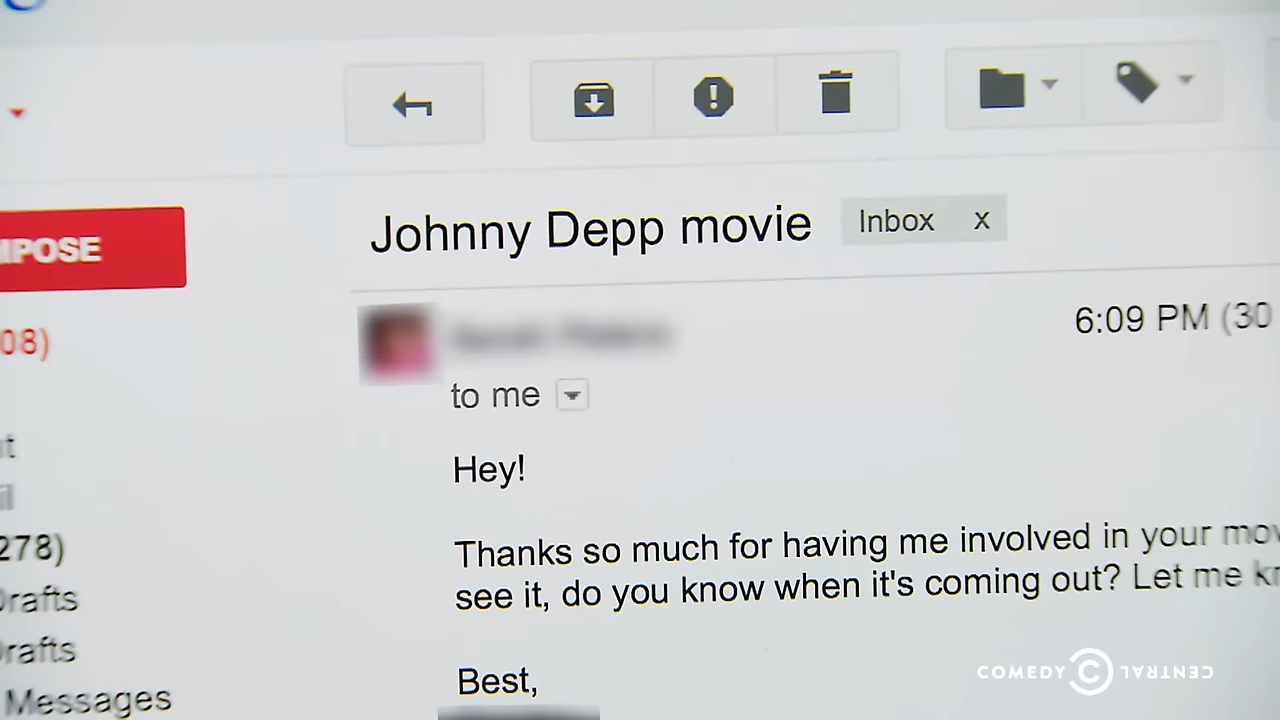 Johnny Depp movie
Inbox x
MPOSE
6:09 PM (30
08)
to me
Hey!
278)
Thanks so much for having me involved in your mov
see it, do you know when it's coming out? Let me kn
Drafts
Drafts
Messages
Best,
COMEDY CENTRAL